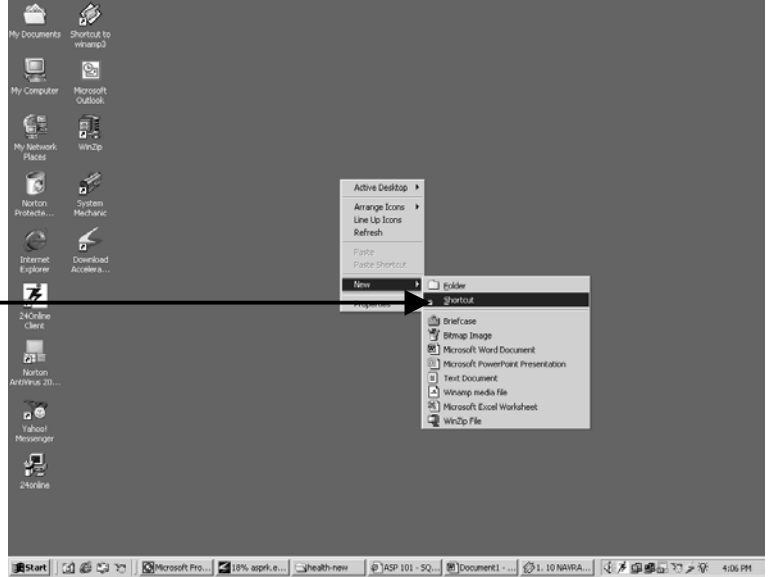 My Documents
Shortcut to
winamp3
My Computer
Microsoft
Outlook
My Network
Places
WinZip
Norton
Protecte...
System
Mechanic
Internet
Explorer
Download
Accelera...
24Online
Client
Norton
AntiVirus 20...
Yahoo!
Messenger
24online
Active Desktop
Arrange Icons
Line Up Icons
Refresh
Paste
Paste Shortcut
New
Properties
Folder
Shortcut
Briefcase
Bitmap Image
Microsoft Word Document
Microsoft PowerPoint Presentation
Text Document
Winamp media file
Microsoft Excel Worksheet
WinZip File
Start
Microsoft Fro...
18% asprk.e...
health-new
ASP 101 - SQ...
Document1 - ...
1. 10 NAVRA...
4:06 PM